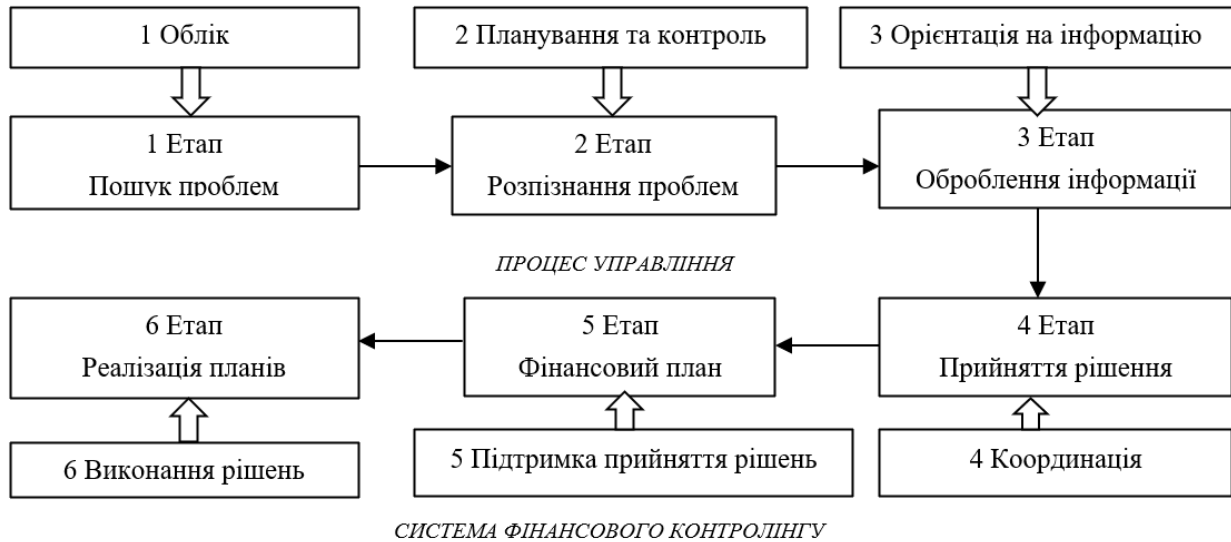 1 Облік
2 Планування та контроль
3 Орієнтація на інформацію
1 Етап
Пошук проблем
2 Етап
Розпізнання проблем
3 Етап
Оброблення інформації
ПРОЦЕС УПРАВЛІННЯ
6 Етап
Реалізація планів
5 Етап
Фінансовий план
4 Етап
Прийняття рішення
6 Виконання рішень
5 Підтримка прийняття рішень
4 Координація
СИСТЕМА ФІНАНСОВОГО КОНТРОЛІНГУ